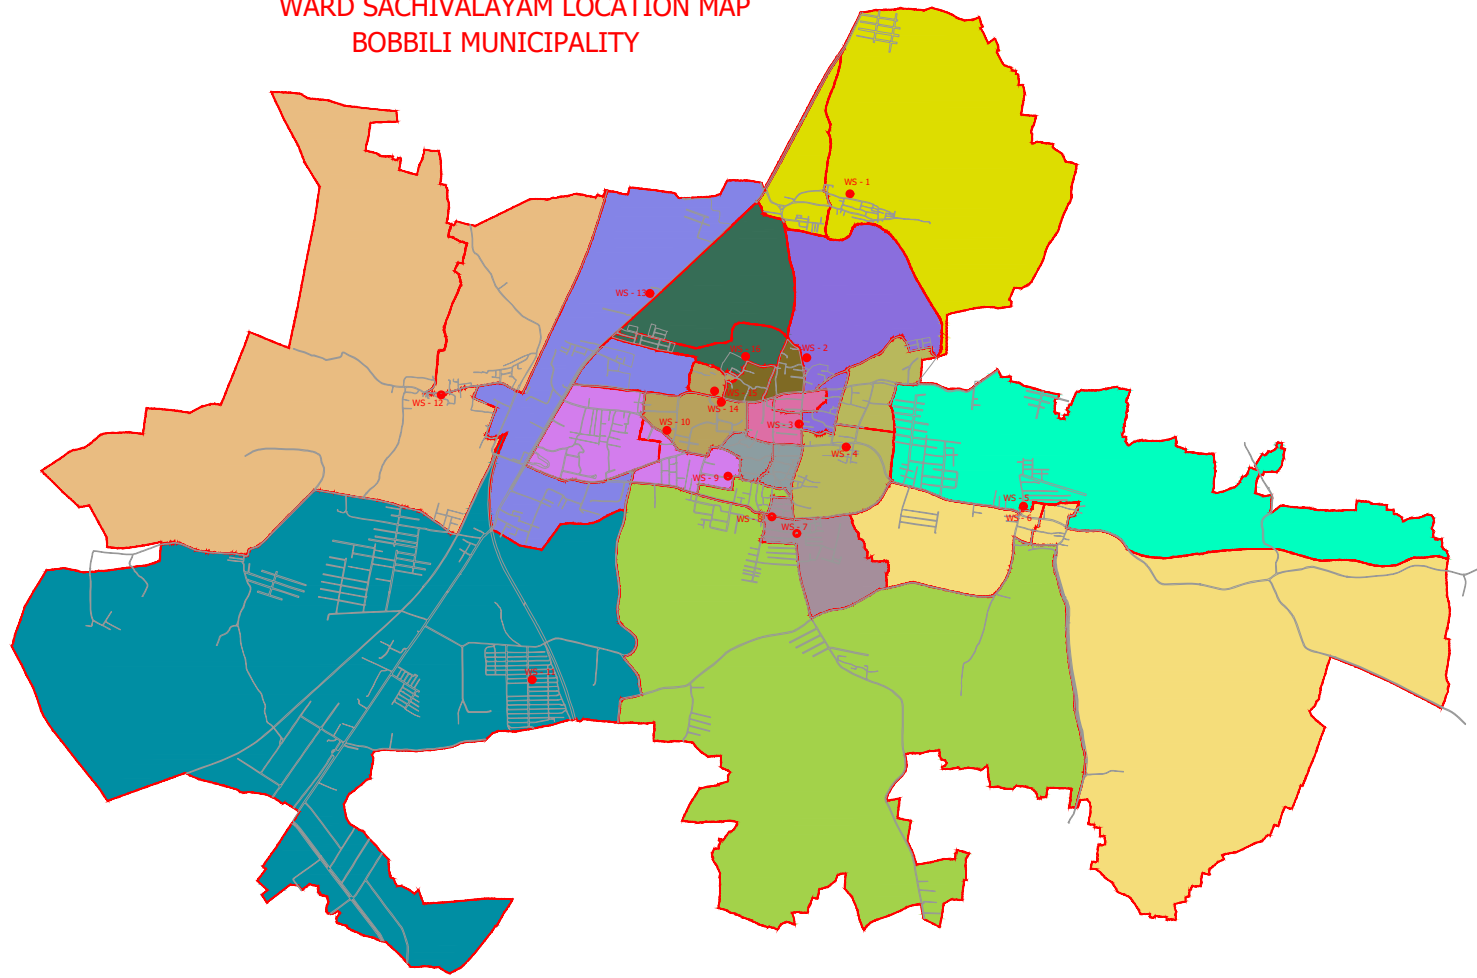 WARD SACHIVALAYAM LOCATION MAP
BOBBILI MUNICIPALITY
WS - 1
WS - 13
WS - 2
WS - 12
WS - 14
WS - 10
WS - 3
WS - 4
WS - 9
WS - 5
WS - 6
WS - 7